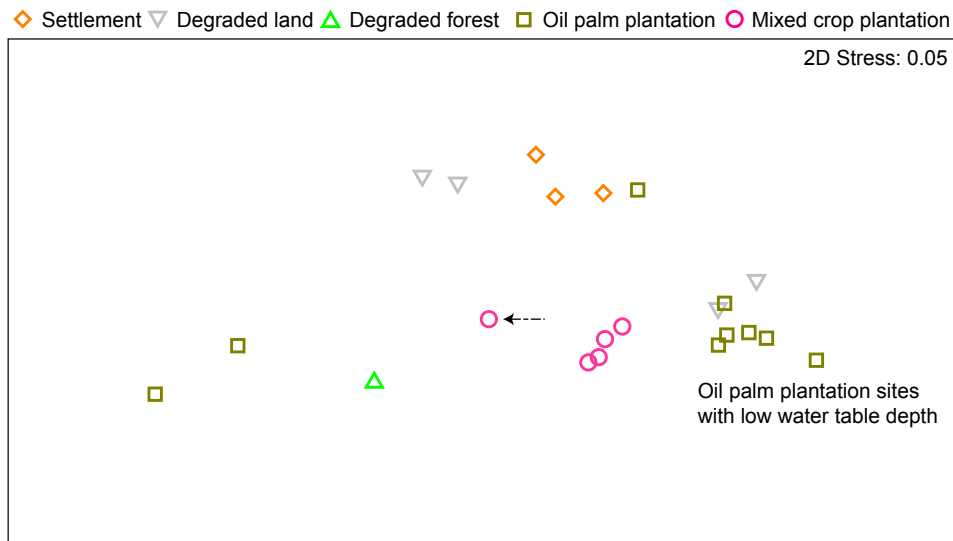 Settlement Degraded land Degraded forest Oil palm plantation Mixed crop plantation
2D Stress: 0.05
Oil palm plantation sites
with low water table depth